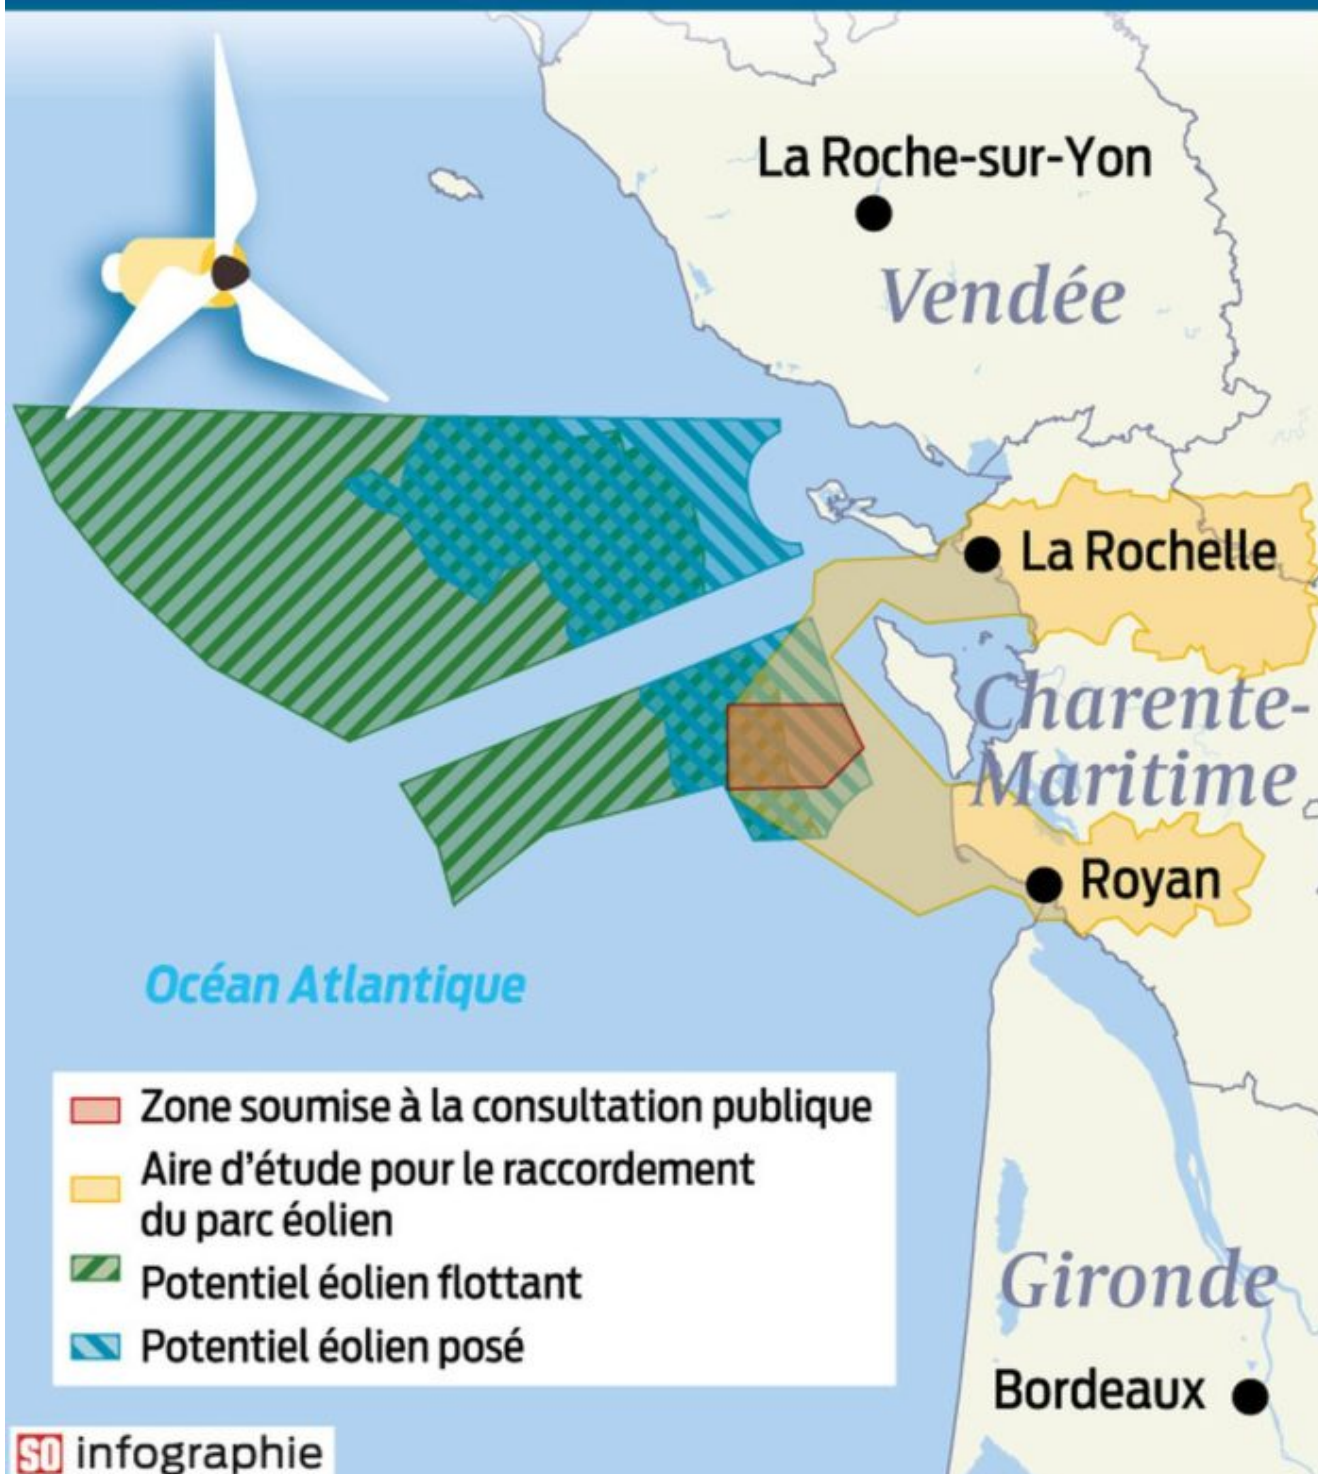 La Roche-sur-Yon
Vendée
La Rochelle
Charente-
Maritime
Royan
Océan Atlantique
Zone soumise à la consultation publique
Aire d’étude pour le raccordement
du parc éolien
Potentiel éolien flottant
Potentiel éolien posé
Gironde
Bordeaux
SO infographie